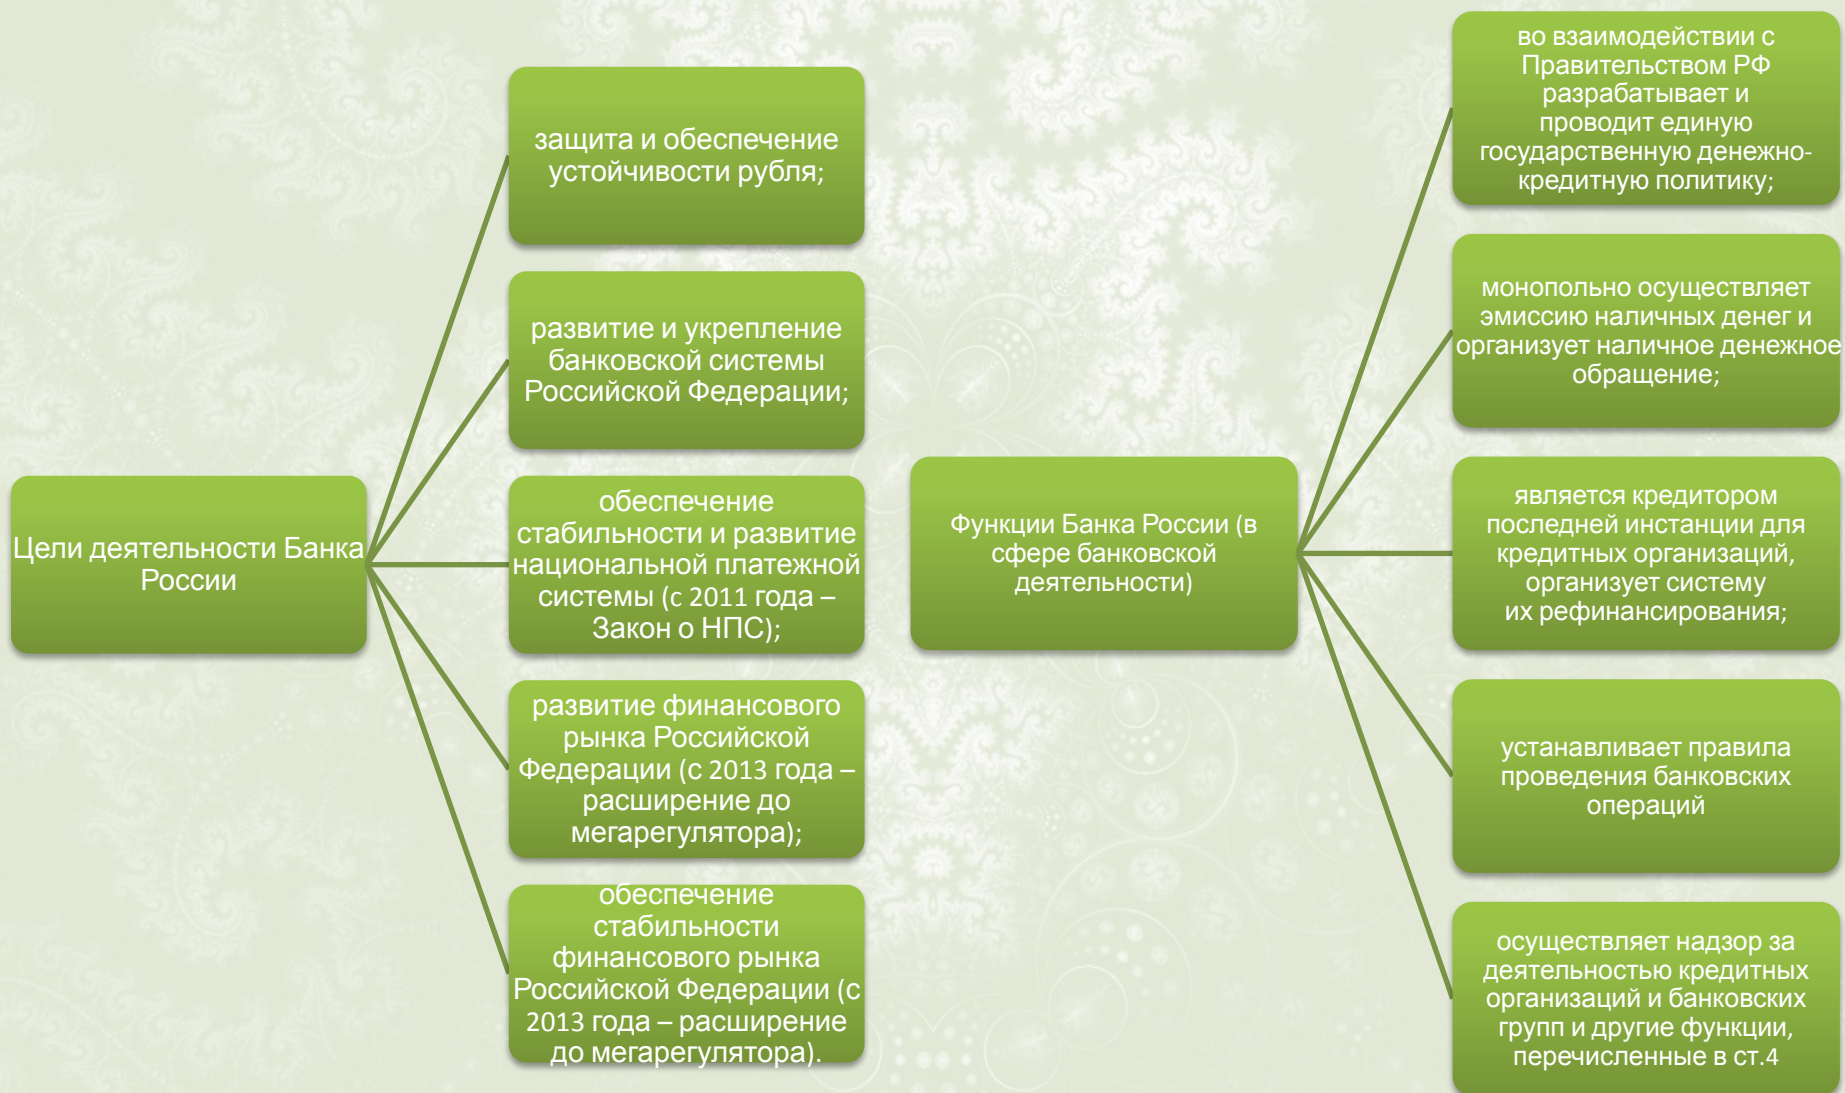 Цели деятельности Банка
России
защита и обеспечение
устойчивости рубля;
развитие и укрепление
банковской системы
Российской Федерации;
обеспечение
стабильности и развитие
национальной платежной
системы (с 2011 года –
Закон о НПС);
развитие финансового
рынка Российской
Федерации (с 2013 года –
расширение до
мегарегулятора);
обеспечение
стабильности
финансового рынка
Российской Федерации (с
2013 года – расширение
до мегарегулятора).
Функции Банка России (в
сфере банковской
деятельности)
во взаимодействии с
Правительством РФ
разрабатывает и
проводит единую
государственную денежно-
кредитную политику;
монопольно осуществляет
эмиссию наличных денег и
организует наличное денежное
обращение;
является кредитором
последней инстанции для
кредитных организаций,
организует систему
их рефинансирования;
устанавливает правила
проведения банковских
операций
осуществляет надзор за
деятельностью кредитных
организаций и банковских
групп и другие функции,
перечисленные в ст.4